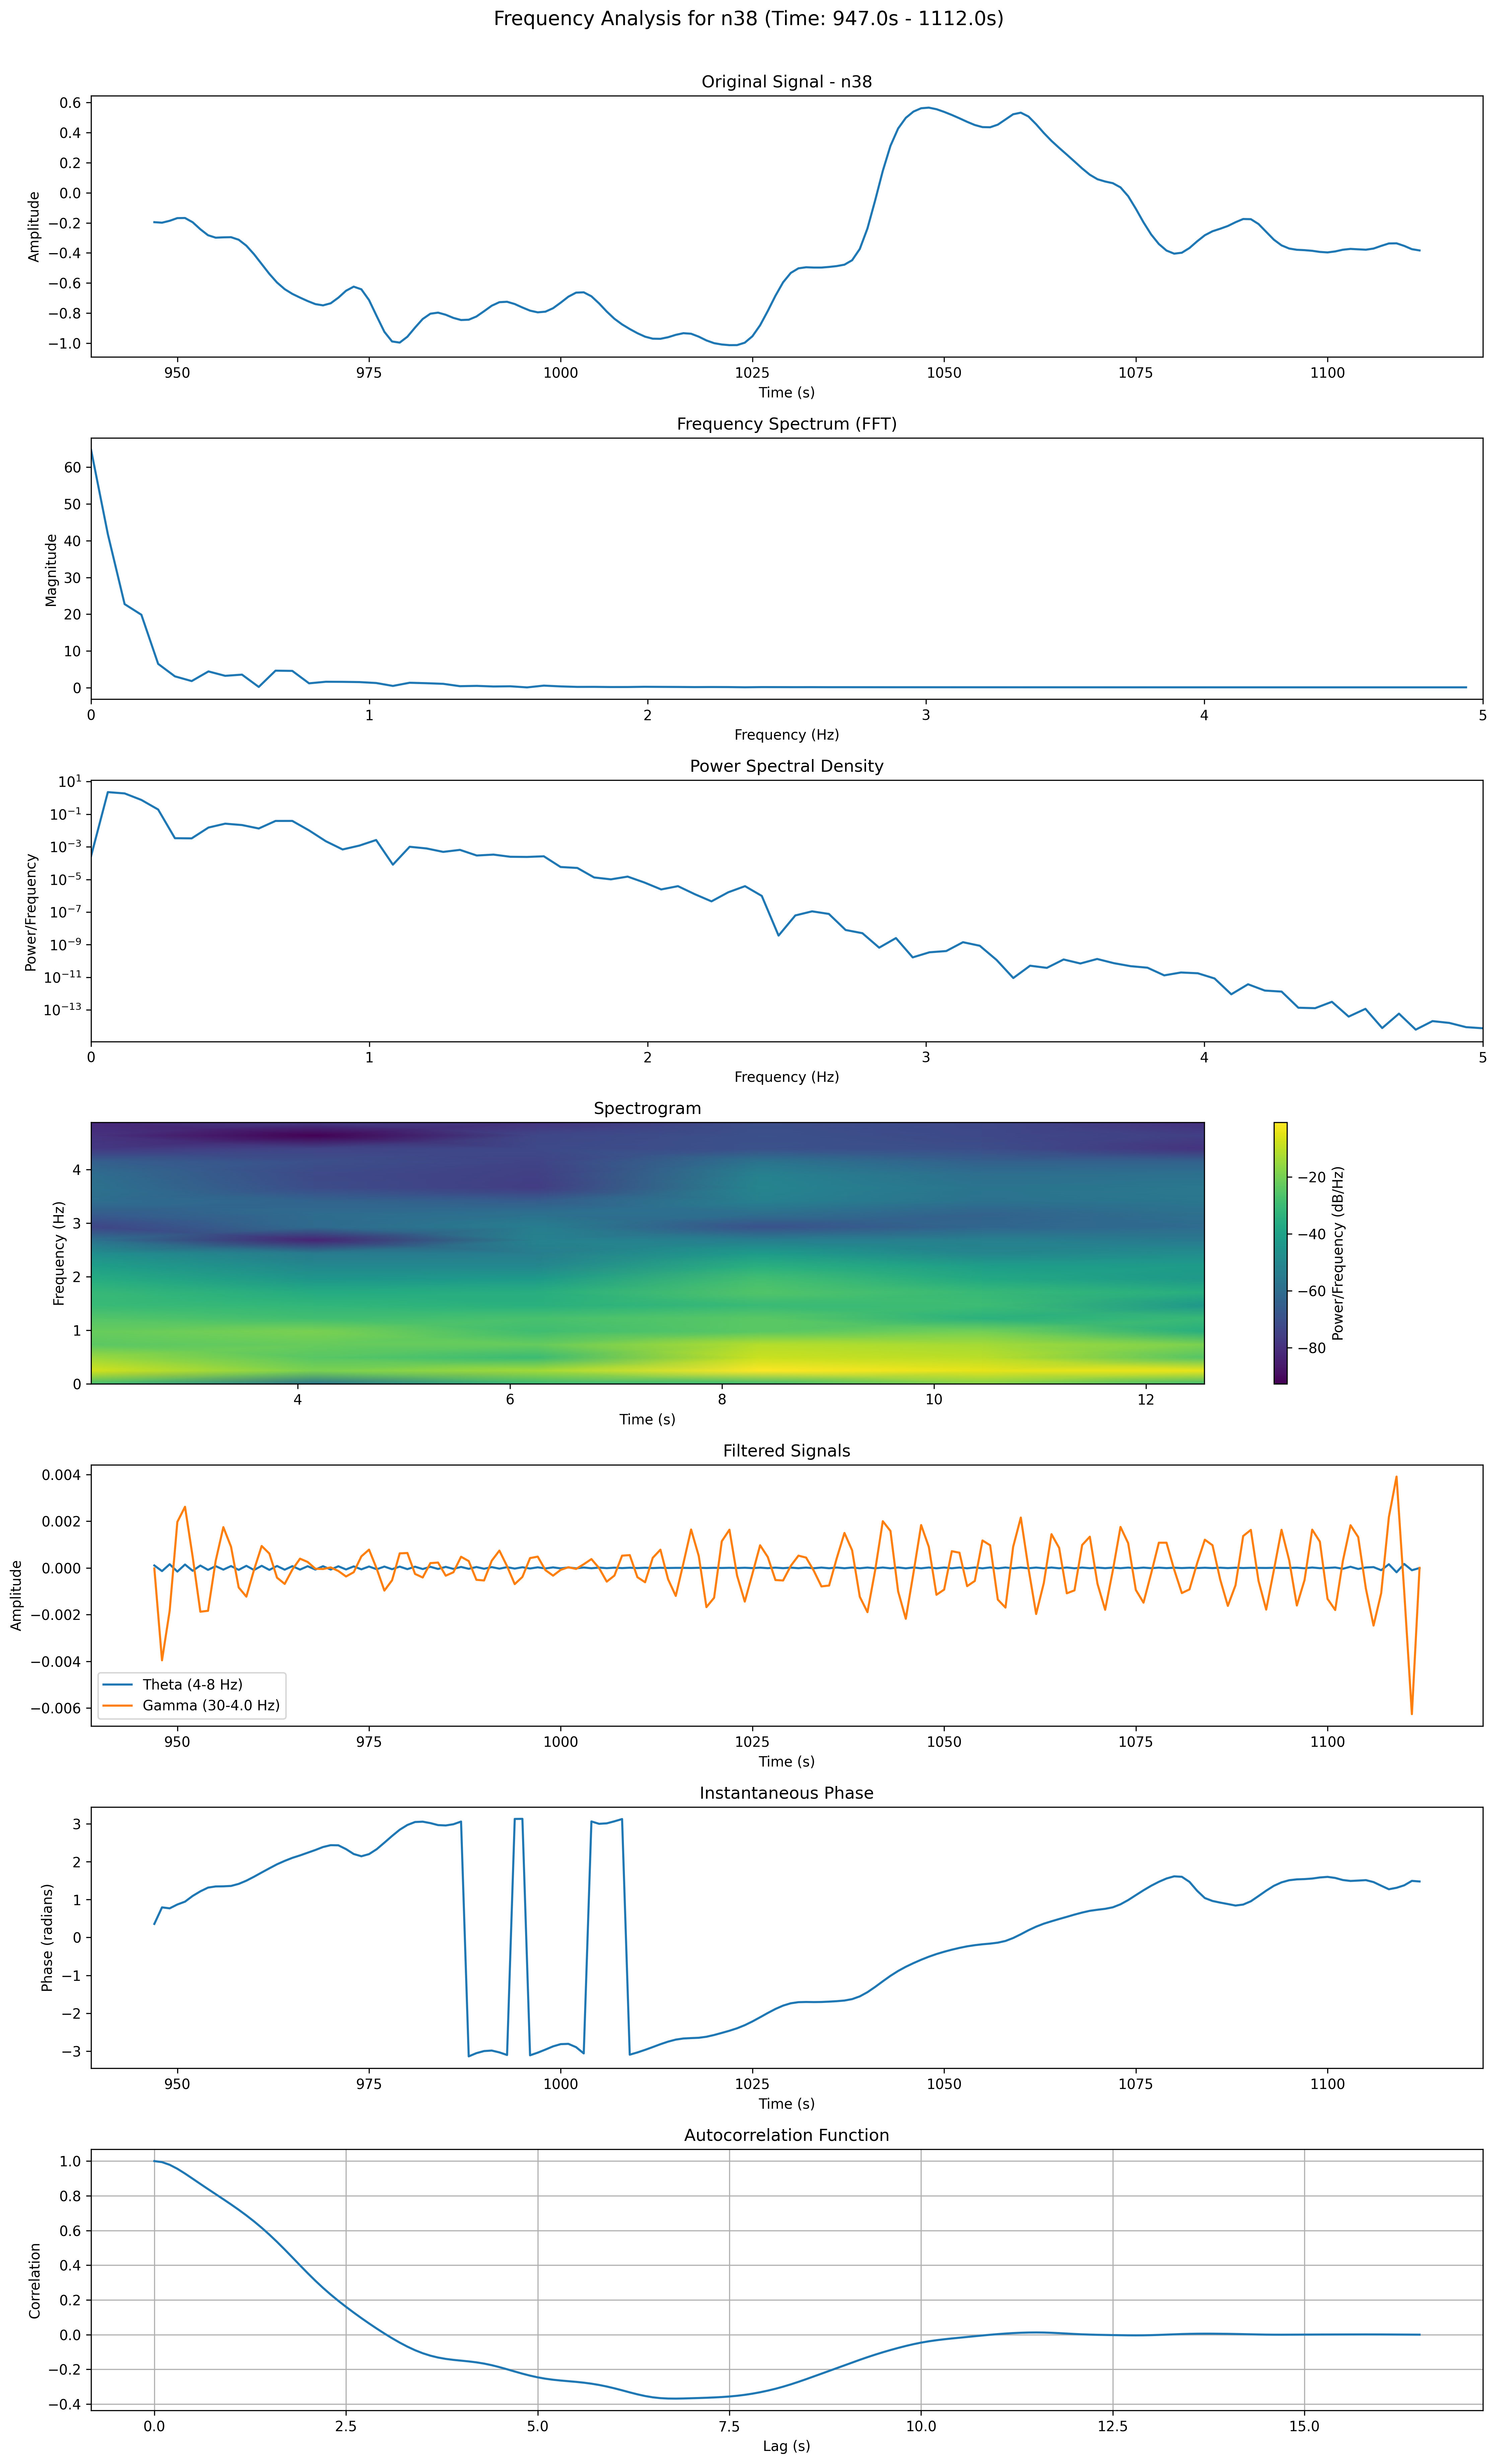 Frequency Analysis for n38 (Time: 947.0s - 1112.0s)
Original Signal - n38
Amplitude
0.6
0.4
0.2
0.0
−0.2
−0.4
−0.6
−0.8
−1.0
950 975 1000 1025 1050 1075 1100
Time (s)
Frequency Spectrum (FFT)
Magnitude
60
50
40
30
20
10
0
0 1 2 3 4 5
Frequency (Hz)
Power Spectral Density
Power/Frequency
10^1
10^−1
10^−3
10^−5
10^−7
10^−9
10^−11
10^−13
0 1 2 3 4 5
Frequency (Hz)
Spectrogram
Frequency (Hz)
4
3
2
1
0
4 6 8 10 12
Time (s)
−20
−40
−60
−80
Power/Frequency (dB/Hz)
Filtered Signals
Amplitude
0.004
0.002
0.000
−0.002
−0.004
−0.006
Theta (4-8 Hz)
Gamma (30-4.0 Hz)
950 975 1000 1025 1050 1075 1100
Time (s)
Instantaneous Phase
Phase (radians)
3
2
1
0
−1
−2
−3
950 975 1000 1025 1050 1075 1100
Time (s)
Autocorrelation Function
Correlation
1.0
0.8
0.6
0.4
0.2
0.0
−0.2
−0.4
0.0 2.5 5.0 7.5 10.0 12.5 15.0
Lag (s)